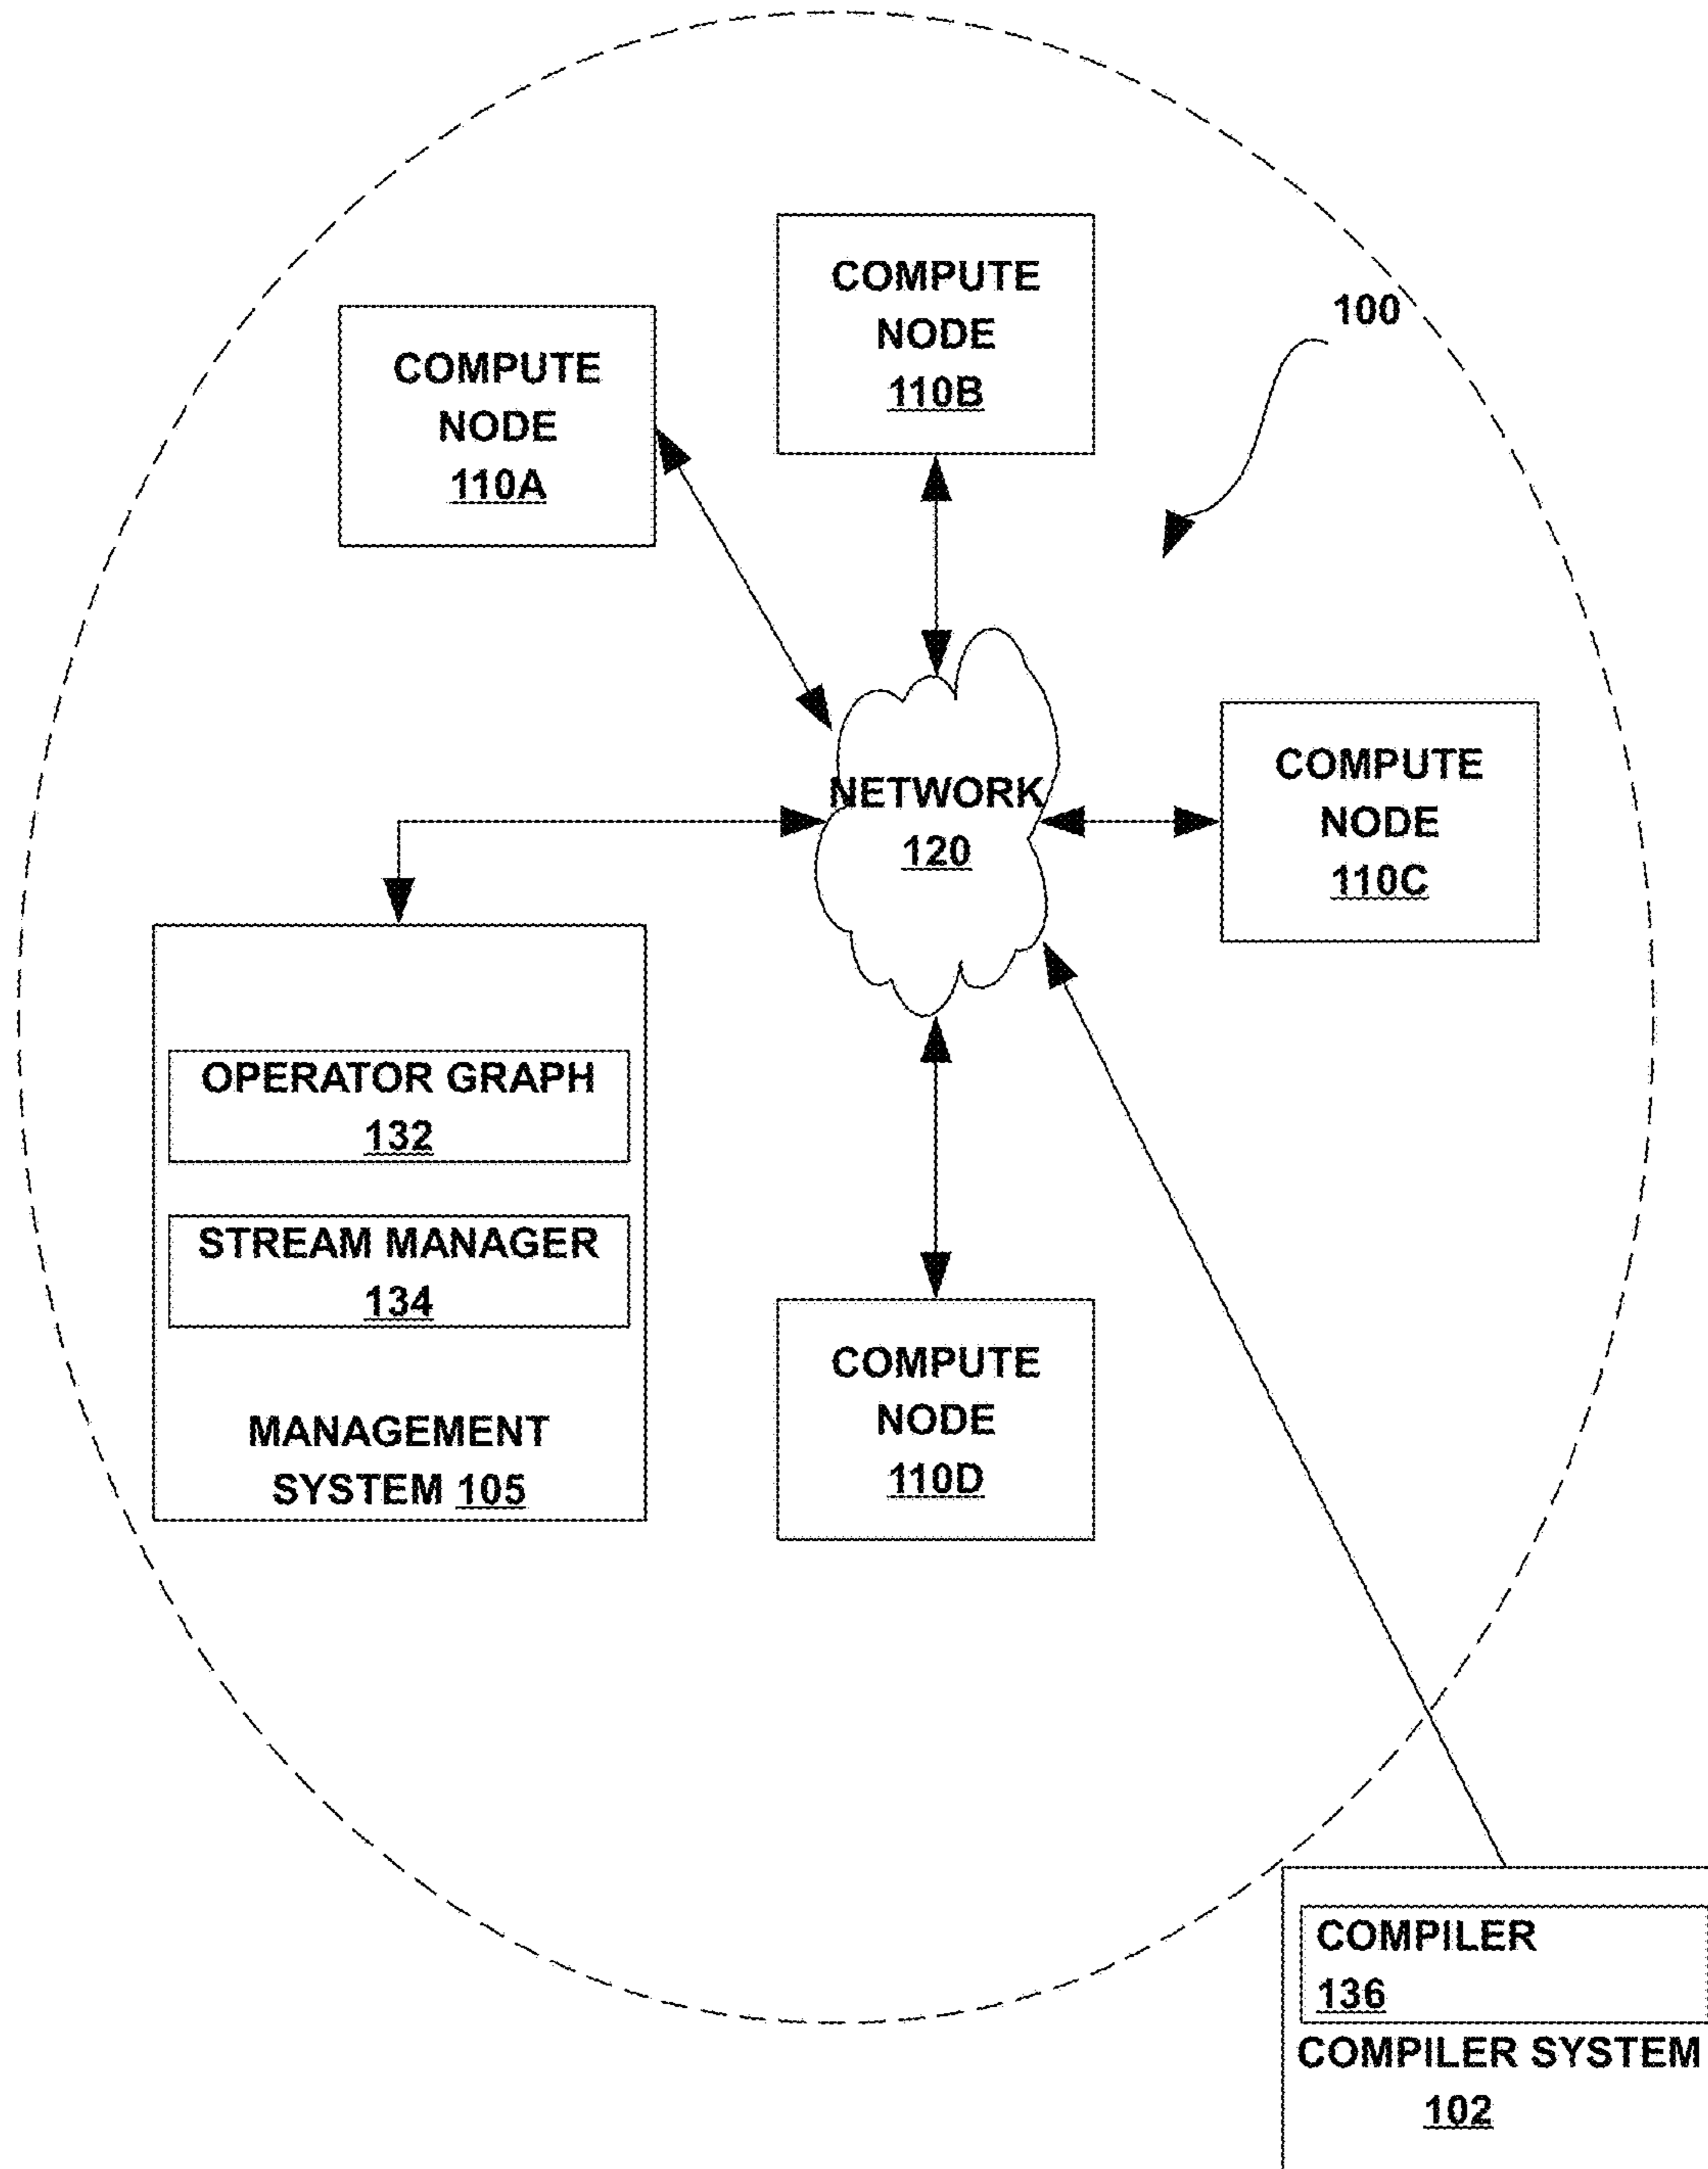 COMPUTE
NODE
110B
100
COMPUTE
NODE
110A
NETWORK
120
COMPUTE
NODE
110C
OPERATOR GRAPH
132
STREAM MANAGER
134
MANAGEMENT
SYSTEM 105
COMPUTE
NODE
110D
COMPILER
136
COMPILER SYSTEM
102